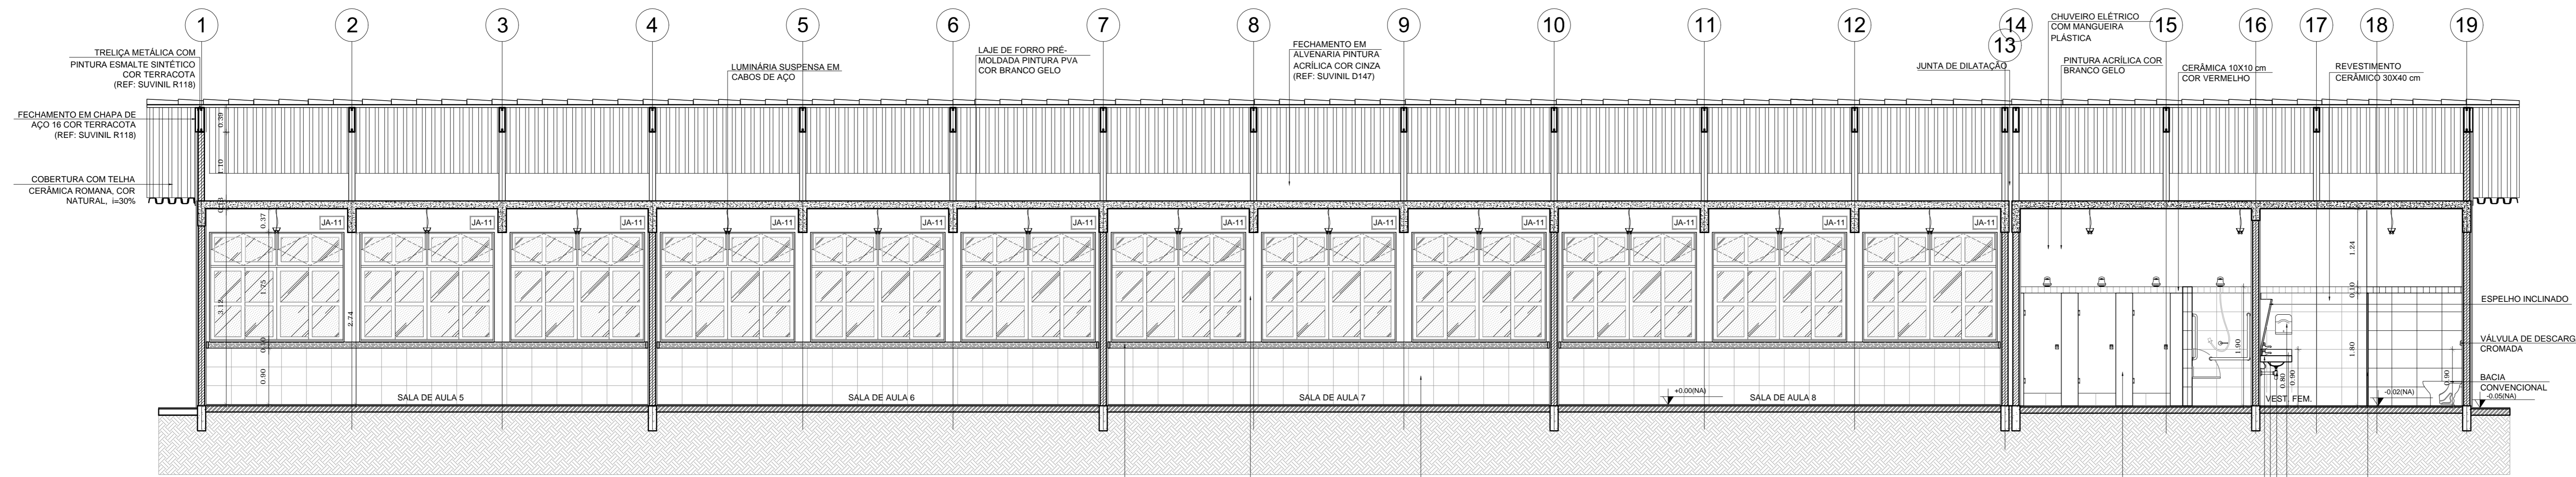 1
2
3
4
5
6
7
8
9
10
11
12
13
14
15
16
17
18
19
TRELIÇA METÁLICA COM
PINTURA ESMALTE SINTÉTICO
COR TERRACOTA
(REF: SUVINIL R118)
FECHAMENTO EM CHAPA DE
AÇO 16 COR TERRACOTA
(REF: SUVINIL R118)
COBERTURA COM TELHA
CERÂMICA ROMANA, COR
NATURAL, i=30%
LUMINÁRIA SUSPENSA EM
CABOS DE AÇO
LAJE DE FORRO PRÉ-
MOLDADA PINTURA PVA
COR BRANCO GELO
FECHAMENTO EM
ALVENARIA PINTURA
ACRÍLICA COR CINZA
(REF: SUVINIL D147)
JUNTA DE DILATAÇÃO
CHUVEIRO ELÉTRICO
COM MANGUEIRA
PLÁSTICA
PINTURA ACRÍLICA COR
BRANCO GELO
CERÂMICA 10X10 cm
COR VERMELHO
REVESTIMENTO
CERÂMICO 30X40 cm
0.39
1.10
0.37
1.75
3.12
2.74
0.90
JA-11
JA-11
JA-11
JA-11
JA-11
JA-11
JA-11
JA-11
JA-11
JA-11
JA-11
JA-11
1.24
0.10
1.80
1.90
0.80
0.90
0.90
ESPELHO INCLINADO
VÁLVULA DE DESCARG
CROMADA
BACIA
CONVENCIONAL
-0.05(NA)
-0.02(NA)
+0.00(NA)
SALA DE AULA 5
SALA DE AULA 6
SALA DE AULA 7
SALA DE AULA 8
VEST. FEM.